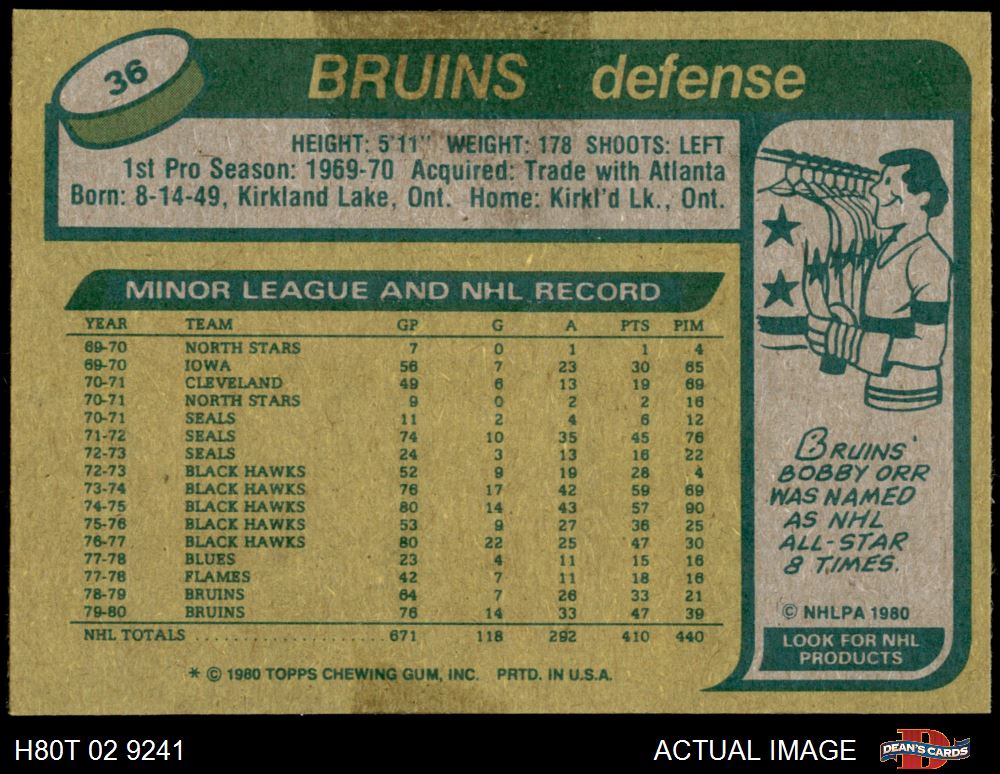 36
BRUINS defense
HEIGHT: 5'11" WEIGHT: 178 SHOOTS: LEFT
1st Pro Season: 1969-70 Acquired: Trade with Atlanta
Born: 8-14-49, Kirkland Lake, Ont. Home: Kirkl'd Lk., Ont.
MINOR LEAGUE AND NHL RECORD
YEAR TEAM GP G A PTS PIM
69-70 NORTH STARS 7 0 1 1 4
69-70 IOWA 56 7 23 30 65
70-71 CLEVELAND 49 6 13 19 69
70-71 NORTH STARS 9 0 2 2 16
70-71 SEALS 11 2 4 6 12
71-72 SEALS 74 10 35 45 76
72-73 SEALS 24 3 13 16 22
72-73 BLACK HAWKS 52 9 19 28 4
73-74 BLACK HAWKS 76 17 42 59 69
74-75 BLACK HAWKS 80 14 43 57 90
75-76 BLACK HAWKS 53 9 27 36 25
76-77 BLACK HAWKS 80 22 25 47 30
77-78 BLUES 23 4 11 15 16
77-78 FLAMES 42 7 11 18 16
78-79 BRUINS 64 7 26 33 21
79-80 BRUINS 76 14 33 47 39
NHL TOTALS .................... 671 118 292 410 440
* © 1980 TOPPS CHEWING GUM, INC. PRTD. IN U.S.A.
BRUINS'
BOBBY ORR
WAS NAMED
AS NHL
ALL-STAR
8 TIMES.
© NHLPA 1980
LOOK FOR NHL
PRODUCTS
H80T 02 9241
ACTUAL IMAGE
D
DEAN'S CARDS